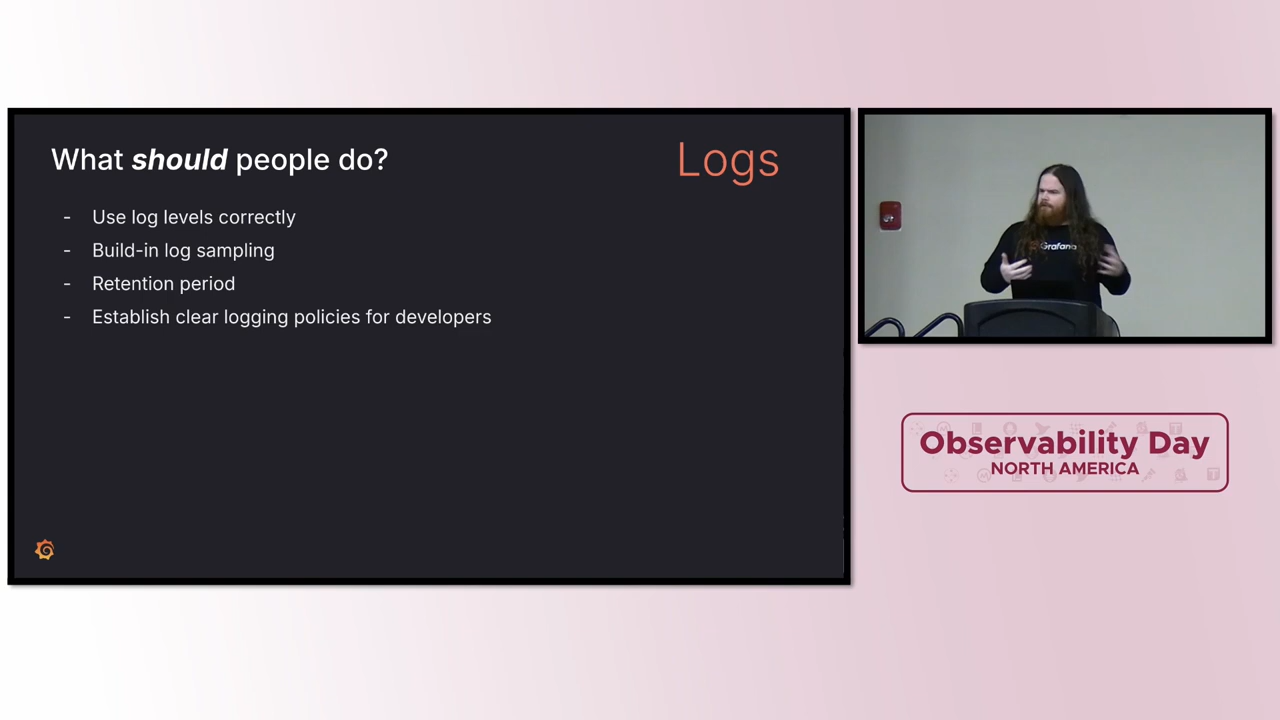 What should people do?
Logs
- Use log levels correctly
- Build-in log sampling
- Retention period
- Establish clear logging policies for developers
Grafana
Observability Day
NORTH AMERICA